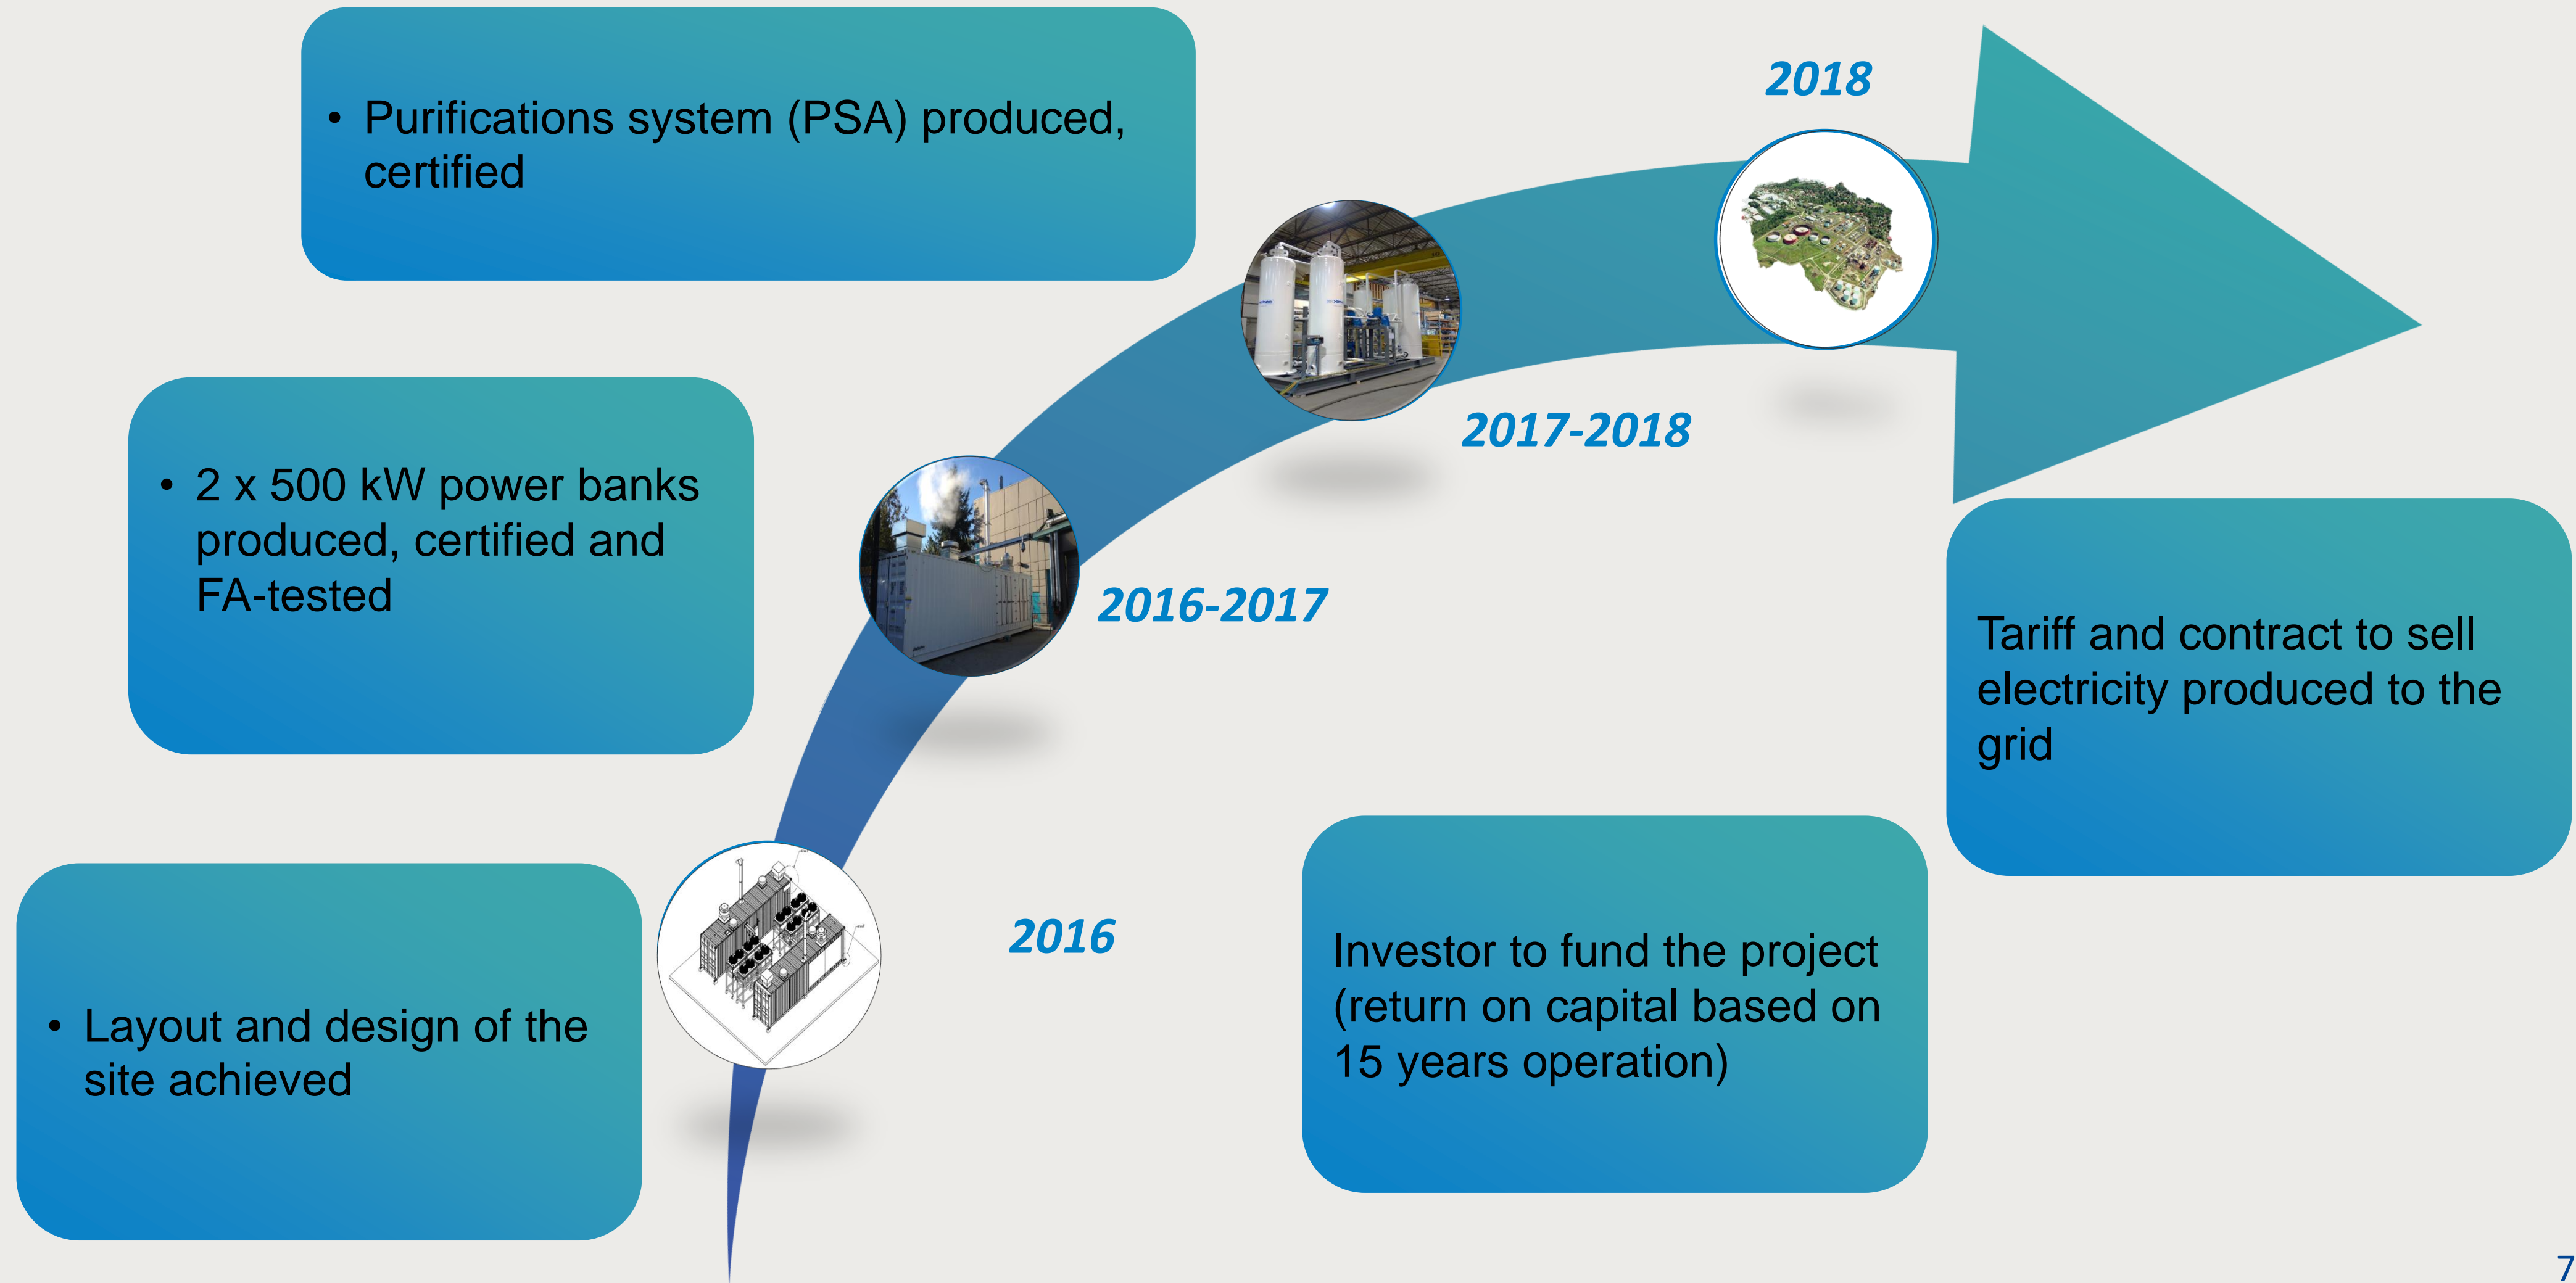 • Purifications system (PSA) produced,
certified
2018
2017-2018
• 2 x 500 kW power banks
produced, certified and
FA-tested
2016-2017
Tariff and contract to sell
electricity produced to the
grid
2016
Investor to fund the project
(return on capital based on
15 years operation)
• Layout and design of the
site achieved
7